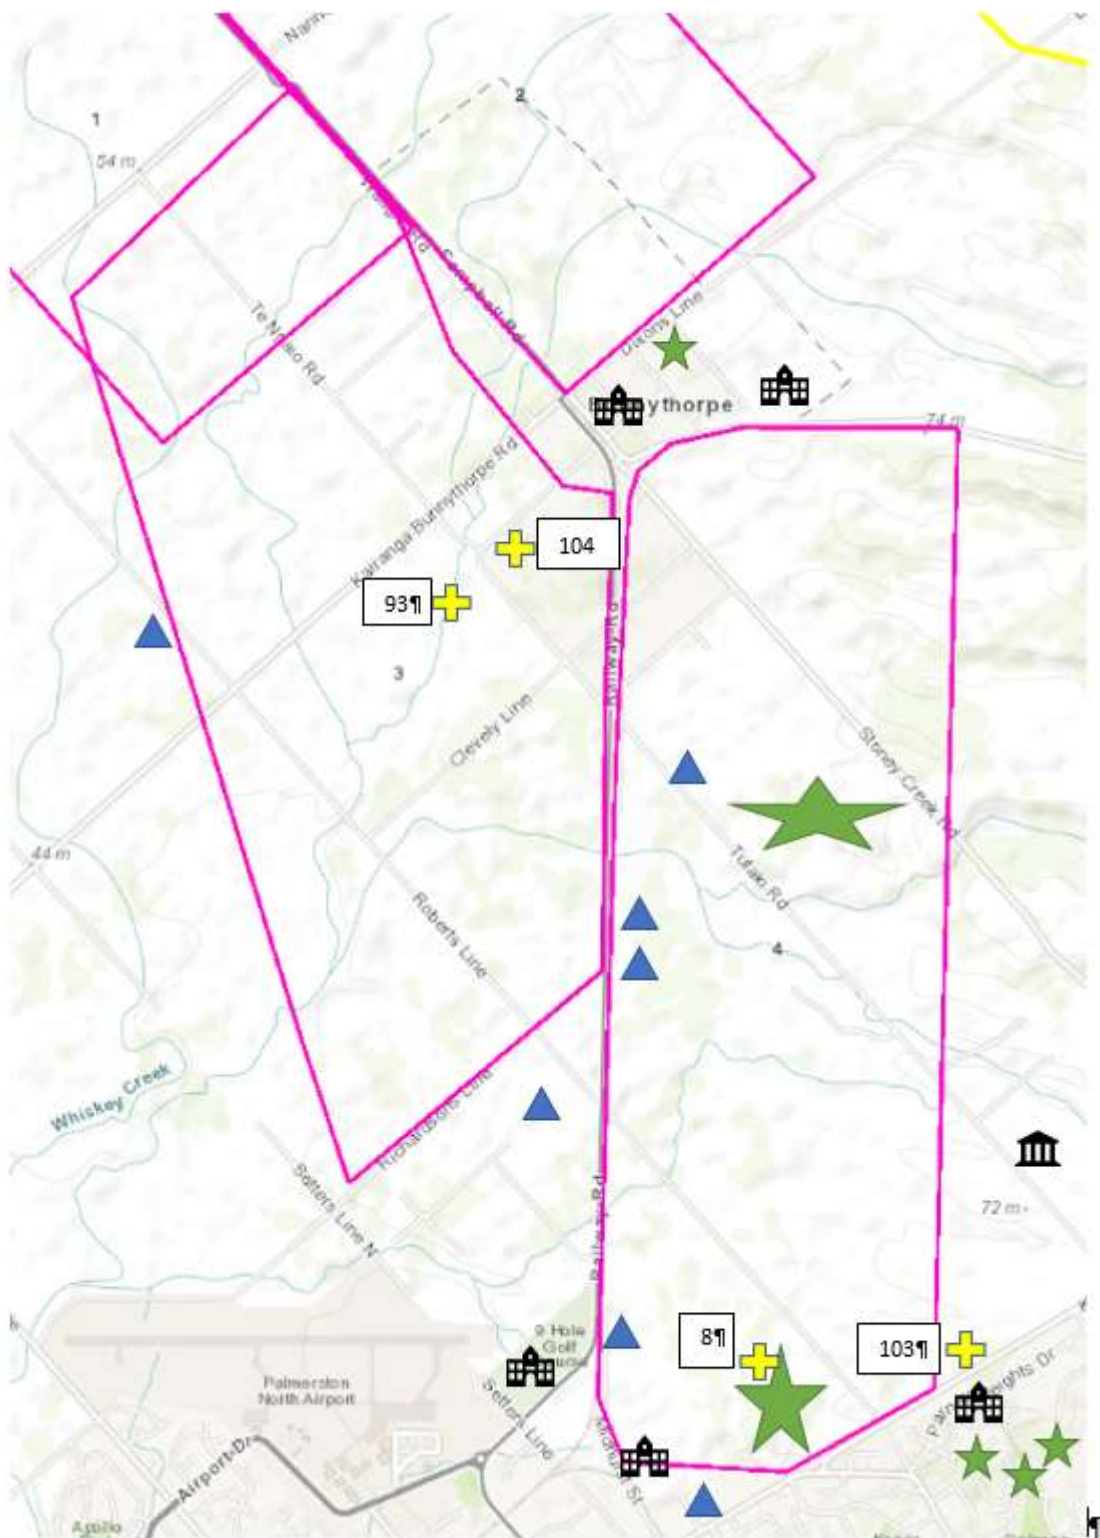 2
1
54 m
Campbell Rd
Te Ngaio Rd
Dixons Line
ythorpe
74 m
Kairanga Bunnythorpe Rd
104
93¶
Railway Rd
3
Clevely Line
Stoney Creek Rd
44 m
Tutaki Rd
Roberts Line
4
Whiskey Creek
Richardsons Line
Setters Line N
72 m
Railway Rd
9 Hole
Golf
8¶
103¶
Palmerston
North Airport
Setters Line
Airport Dr
¶